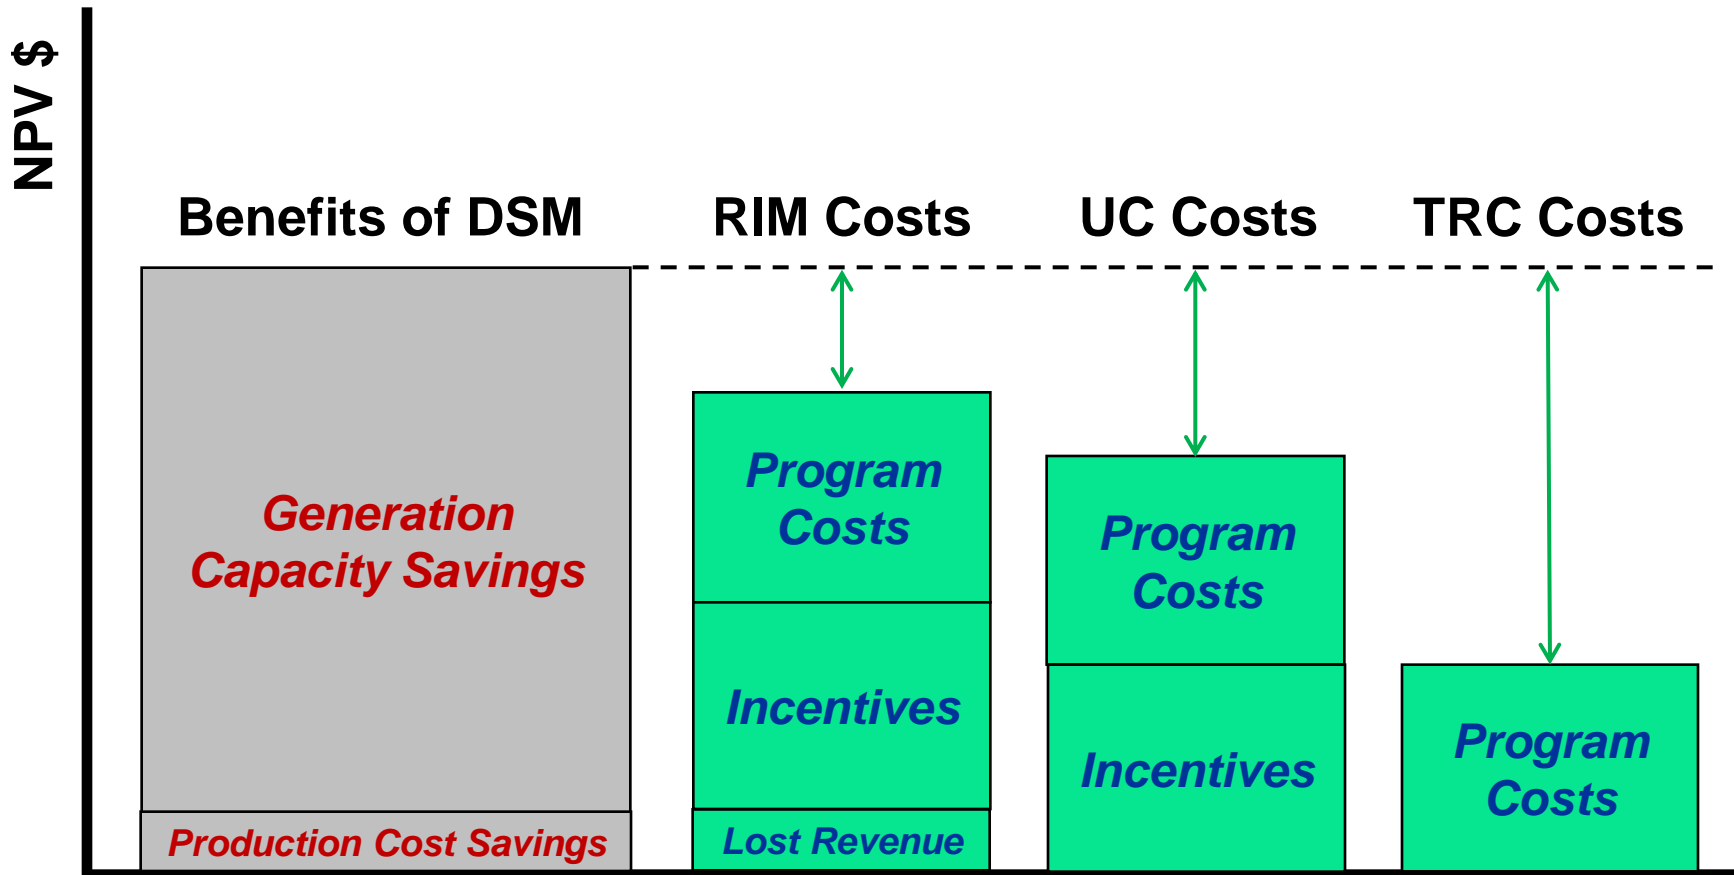 NPV $
Benefits of DSM
RIM Costs
UC Costs
TRC Costs
Generation
Capacity Savings
Production Cost Savings
Program
Costs
Incentives
Lost Revenue
Program
Costs
Incentives
Program
Costs